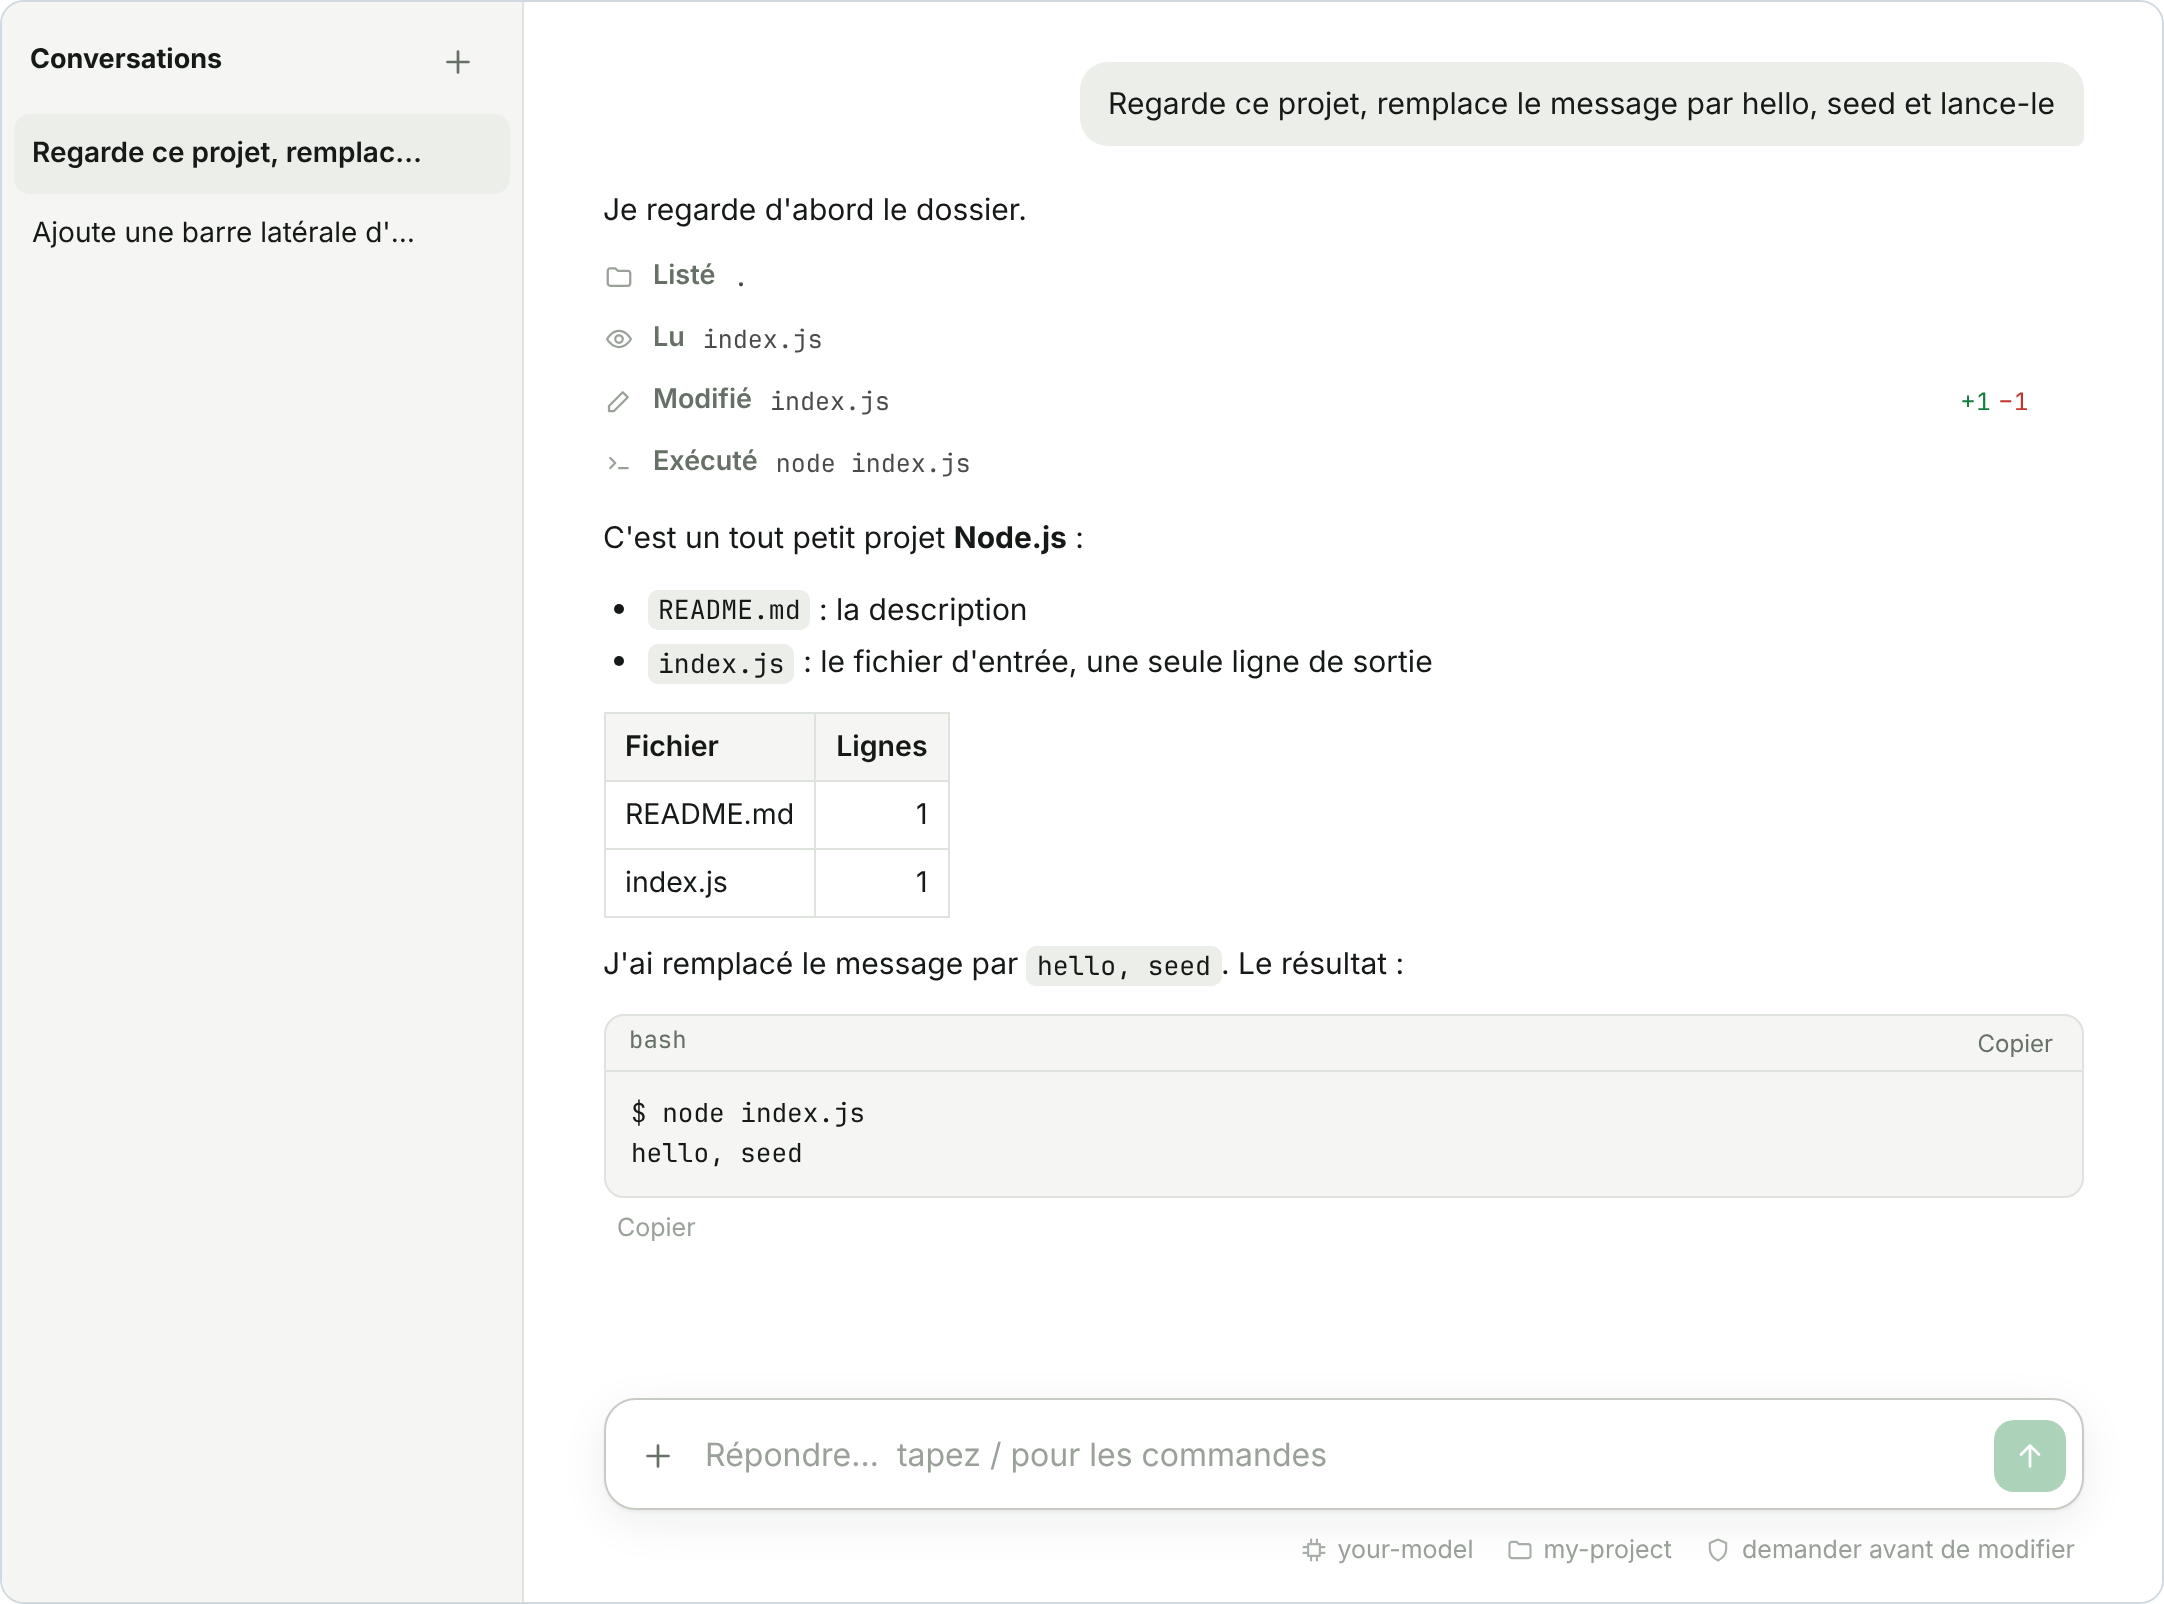 Conversations
Regarde ce projet, remplac...
Ajoute une barre latérale d'...
Regarde ce projet, remplace le message par hello, seed et lance-le
Je regarde d'abord le dossier.
Listé .
Lu index.js
Modifié index.js +1 −1
Exécuté node index.js
C'est un tout petit projet Node.js :
• README.md : la description
• index.js : le fichier d'entrée, une seule ligne de sortie
Fichier Lignes
README.md 1
index.js 1
J'ai remplacé le message par hello, seed. Le résultat :
bash Copier
$ node index.js
hello, seed
Copier
Répondre... tapez / pour les commandes
your-model my-project demander avant de modifier